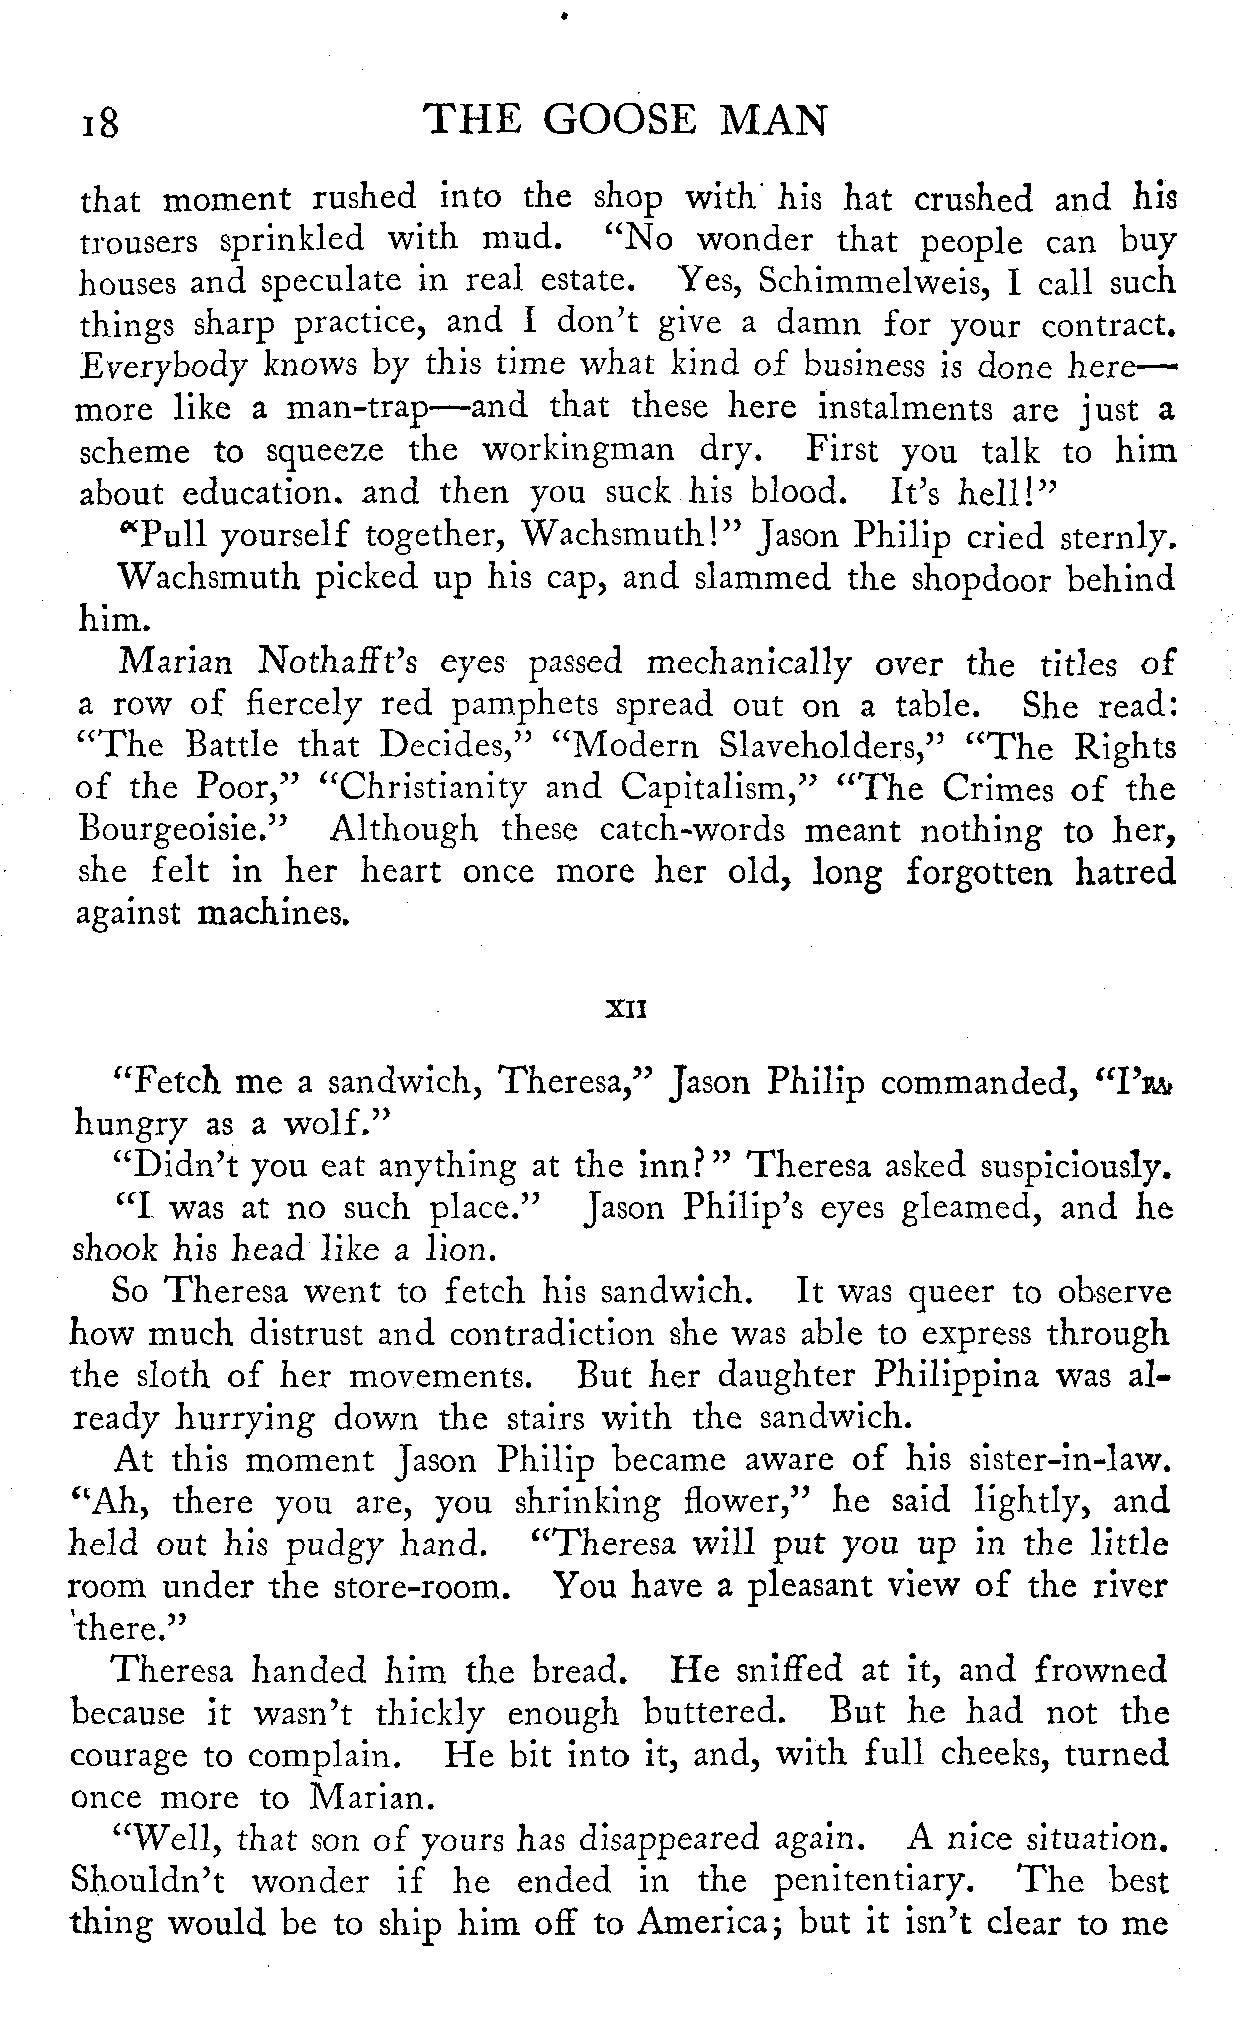 18 THE GOOSE MAN
that moment rushed into the shop with his hat crushed and his
trousers sprinkled with mud. “No wonder that people can buy
houses and speculate in real estate. Yes, Schimmelweis, I call such
things sharp practice, and I don’t give a damn for your contract.
Everybody knows by this time what kind of business is done here—
more like a man-trap—and that these here instalments are just a
scheme to squeeze the workingman dry. First you talk to him
about education. and then you suck his blood. It’s hell!”
“Pull yourself together, Wachsmuth!” Jason Philip cried sternly.
Wachsmuth picked up his cap, and slammed the shopdoor behind
him.
Marian Nothafft’s eyes passed mechanically over the titles of
a row of fiercely red pamphets spread out on a table. She read:
“The Battle that Decides,” “Modern Slaveholders,” “The Rights
of the Poor,” “Christianity and Capitalism,” “The Crimes of the
Bourgeoisie.” Although these catch-words meant nothing to her,
she felt in her heart once more her old, long forgotten hatred
against machines.
XII
“Fetch me a sandwich, Theresa,” Jason Philip commanded, “I’m
hungry as a wolf.”
“Didn’t you eat anything at the inn?” Theresa asked suspiciously.
“I was at no such place.” Jason Philip’s eyes gleamed, and he
shook his head like a lion.
So Theresa went to fetch his sandwich. It was queer to observe
how much distrust and contradiction she was able to express through
the sloth of her movements. But her daughter Philippina was al-
ready hurrying down the stairs with the sandwich.
At this moment Jason Philip became aware of his sister-in-law.
“Ah, there you are, you shrinking flower,” he said lightly, and
held out his pudgy hand. “Theresa will put you up in the little
room under the store-room. You have a pleasant view of the river
there.”
Theresa handed him the bread. He sniffed at it, and frowned
because it wasn’t thickly enough buttered. But he had not the
courage to complain. He bit into it, and, with full cheeks, turned
once more to Marian.
“Well, that son of yours has disappeared again. A nice situation.
Shouldn’t wonder if he ended in the penitentiary. The best
thing would be to ship him off to America; but it isn’t clear to me